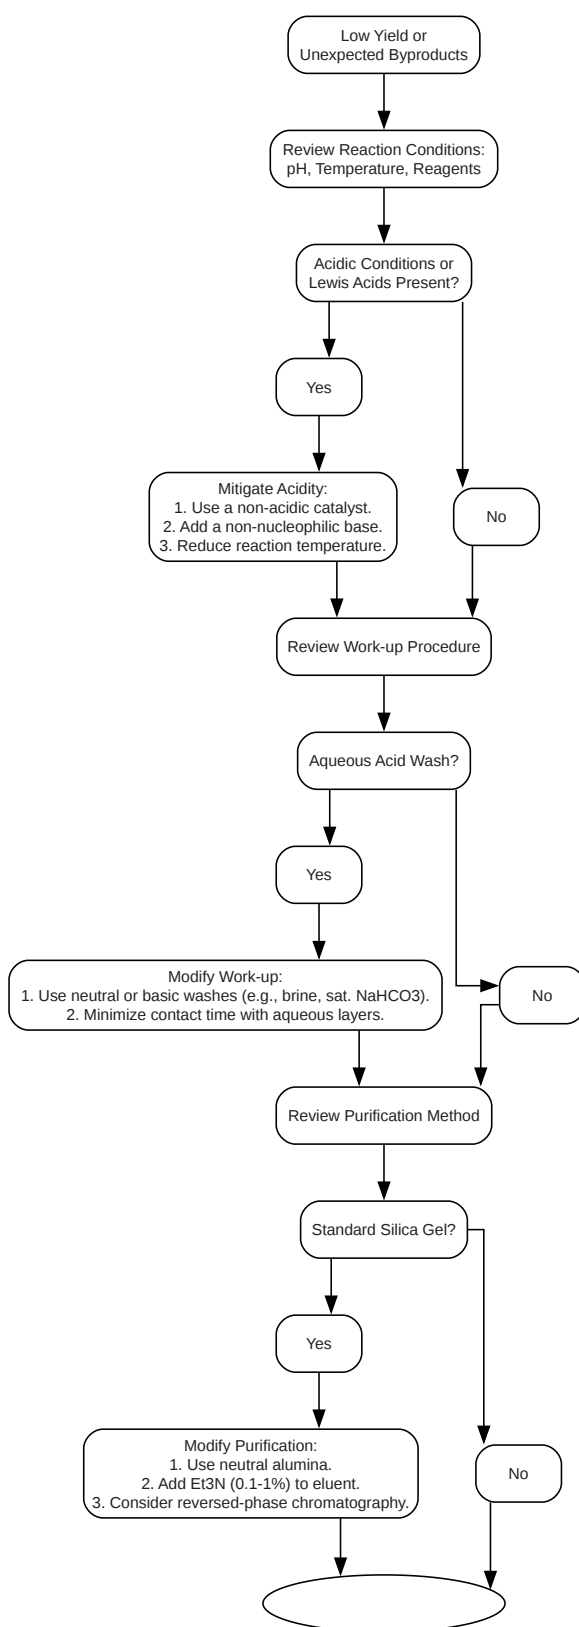 Low Yield or
Unexpected Byproducts
Review Reaction Conditions:
pH, Temperature, Reagents
Acidic Conditions or
Lewis Acids Present?
Yes
Mitigate Acidity:
1. Use a non-acidic catalyst.
2. Add a non-nucleophilic base.
3. Reduce reaction temperature.
No
Review Work-up Procedure
Aqueous Acid Wash?
Yes
Modify Work-up:
1. Use neutral or basic washes (e.g., brine, sat. NaHCO3).
2. Minimize contact time with aqueous layers.
No
Review Purification Method
Standard Silica Gel?
Yes
Modify Purification:
1. Use neutral alumina.
2. Add Et3N (0.1-1%) to eluent.
3. Consider reversed-phase chromatography.
No